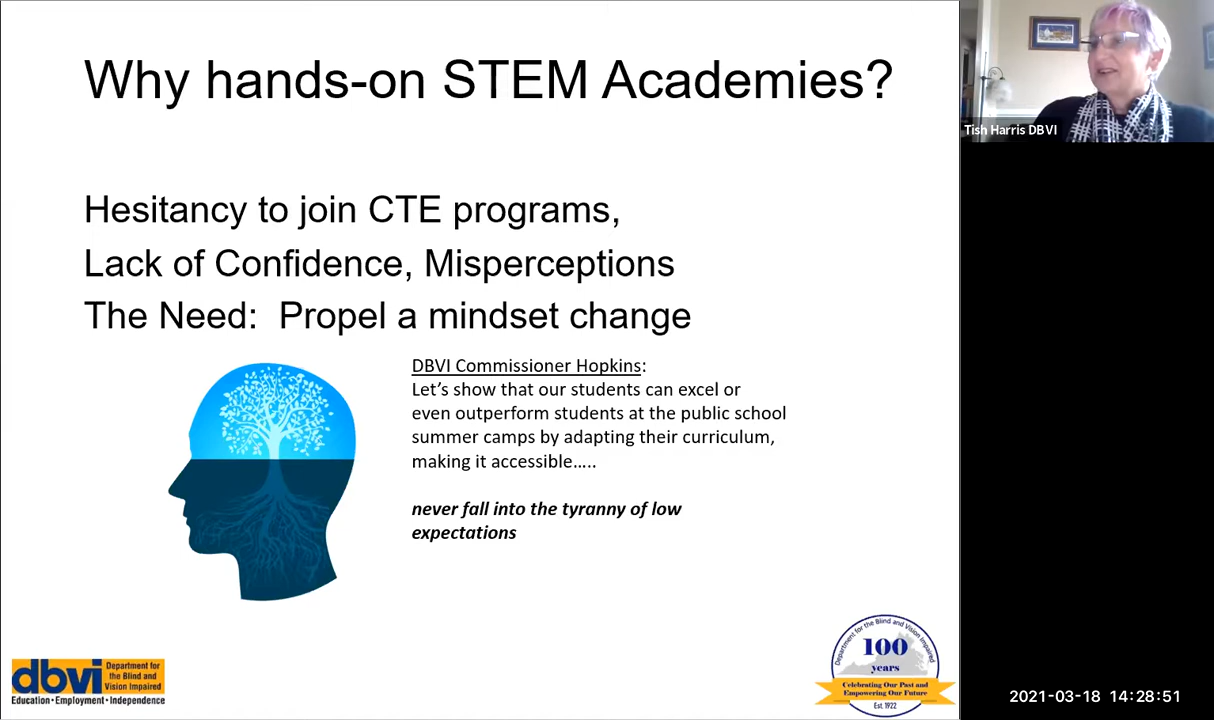 Why hands-on STEM Academies?
Hesitancy to join CTE programs,
Lack of Confidence, Misperceptions
The Need:  Propel a mindset change
DBVI Commissioner Hopkins:
Let’s show that our students can excel or
even outperform students at the public school
summer camps by adapting their curriculum,
making it accessible.....
never fall into the tyranny of low
expectations
Tish Harris DBVI
dbvi
Department for
the Blind and
Vision Impaired
Education•Employment•Independence
Department for the Blind and Vision Impaired
100
years
Celebrating Our Past and
Empowering Our Future
Est. 1922
2021-03-18 14:28:51